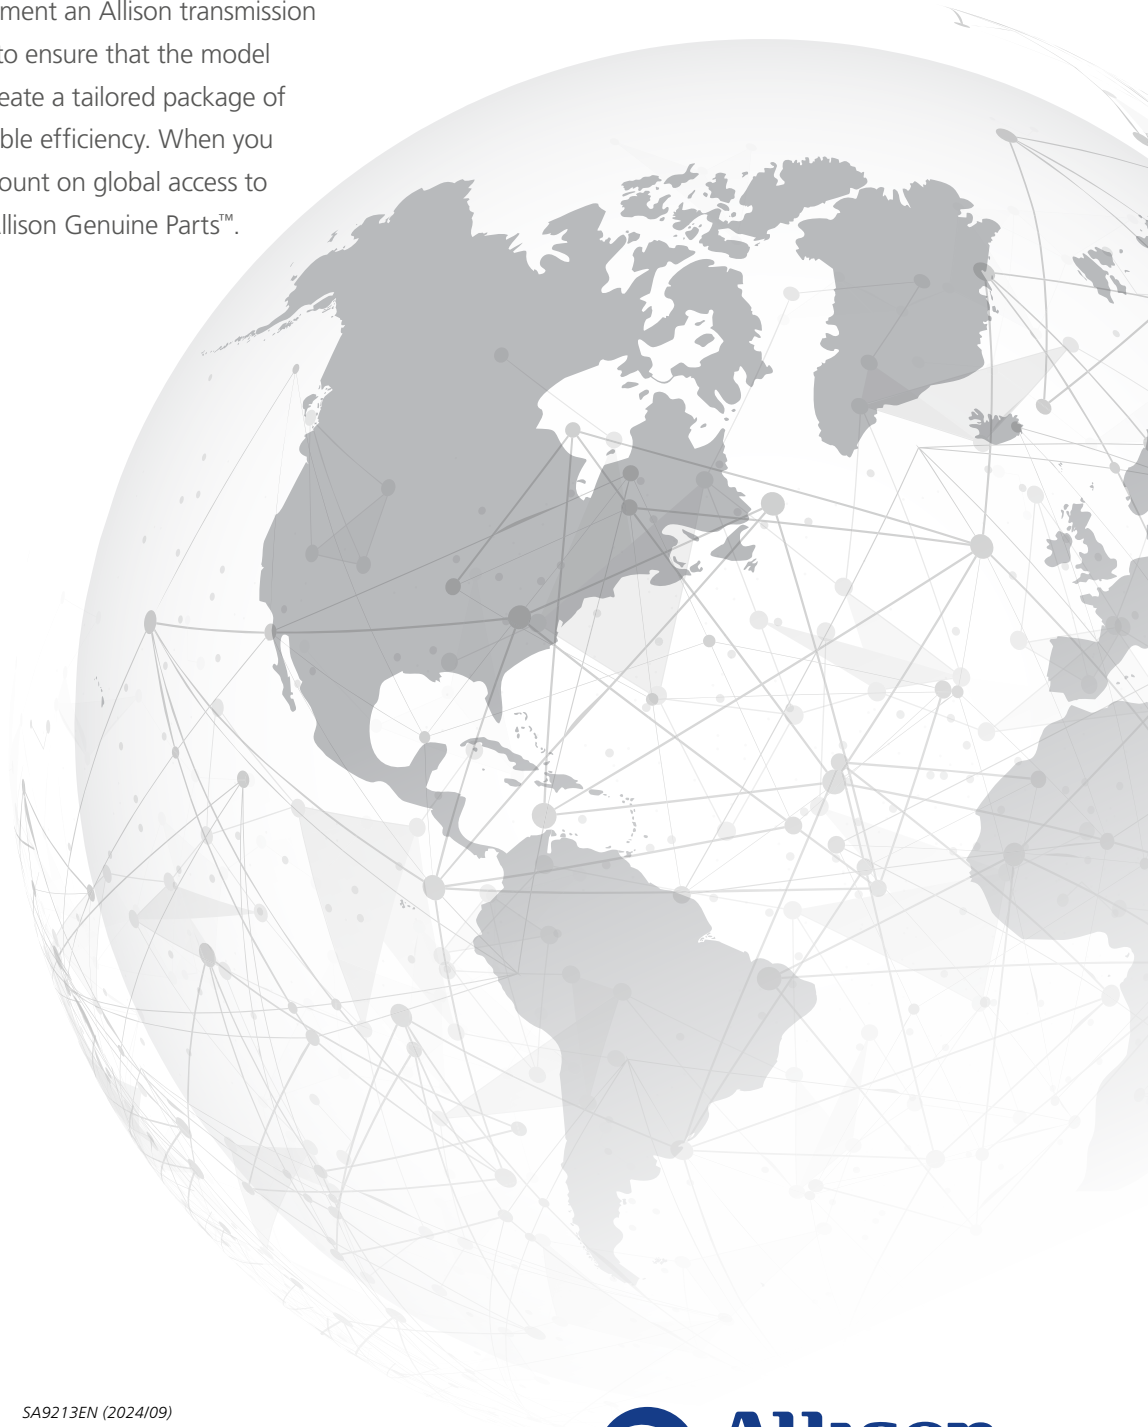 ment an Allison transmission
to ensure that the model
eate a tailored package of
ble efficiency. When you
ount on global access to
llison Genuine Parts™.
SA9213EN (2024/09)
Allison